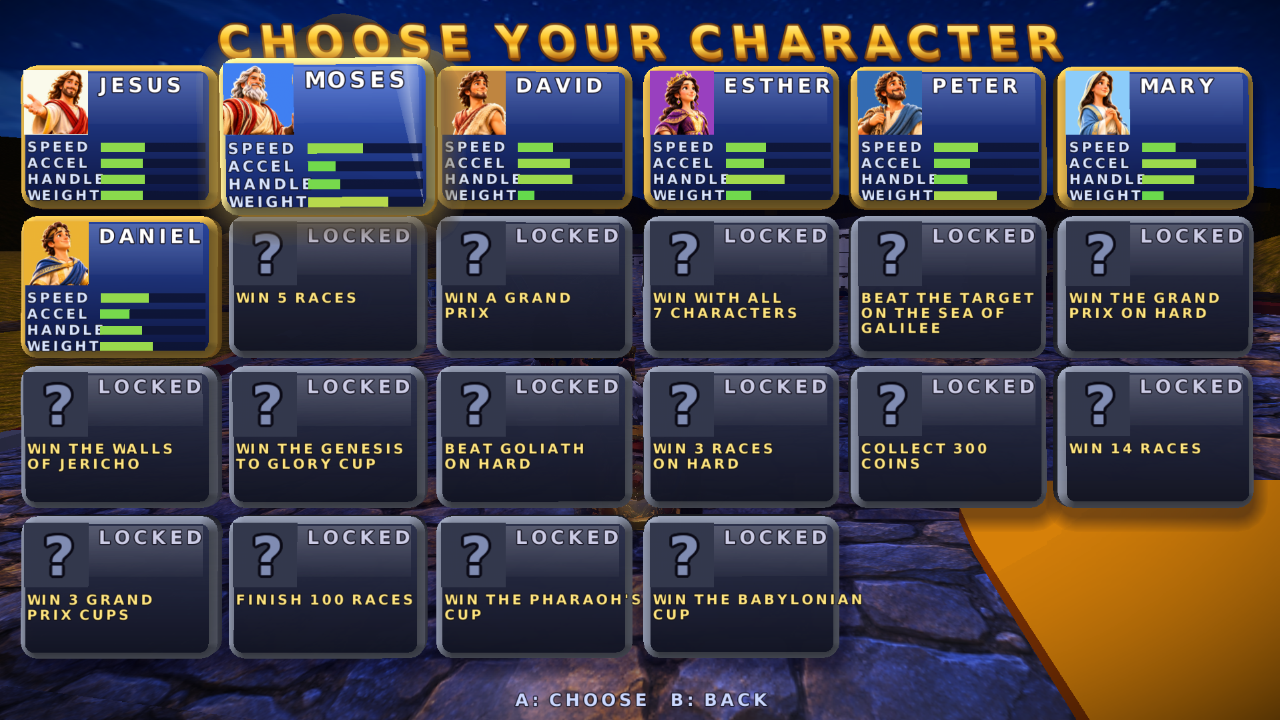 CHOOSE YOUR CHARACTER
JESUS
SPEED
ACCEL
HANDLE
WEIGHT
MOSES
SPEED
ACCEL
HANDLE
WEIGHT
DAVID
SPEED
ACCEL
HANDLE
WEIGHT
ESTHER
SPEED
ACCEL
HANDLE
WEIGHT
PETER
SPEED
ACCEL
HANDLE
WEIGHT
MARY
SPEED
ACCEL
HANDLE
WEIGHT
DANIEL
SPEED
ACCEL
HANDLE
WEIGHT
? LOCKED
WIN 5 RACES
? LOCKED
WIN A GRAND
PRIX
? LOCKED
WIN WITH ALL
7 CHARACTERS
? LOCKED
BEAT THE TARGET
ON THE SEA OF
GALILEE
? LOCKED
WIN THE GRAND
PRIX ON HARD
? LOCKED
WIN THE WALLS
OF JERICHO
? LOCKED
WIN THE GENESIS
TO GLORY CUP
? LOCKED
BEAT GOLIATH
ON HARD
? LOCKED
WIN 3 RACES
ON HARD
? LOCKED
COLLECT 300
COINS
? LOCKED
WIN 14 RACES
? LOCKED
WIN 3 GRAND
PRIX CUPS
? LOCKED
FINISH 100 RACES
? LOCKED
WIN THE PHARAOH'S
CUP
? LOCKED
WIN THE BABYLONIAN
CUP
A: CHOOSE B: BACK